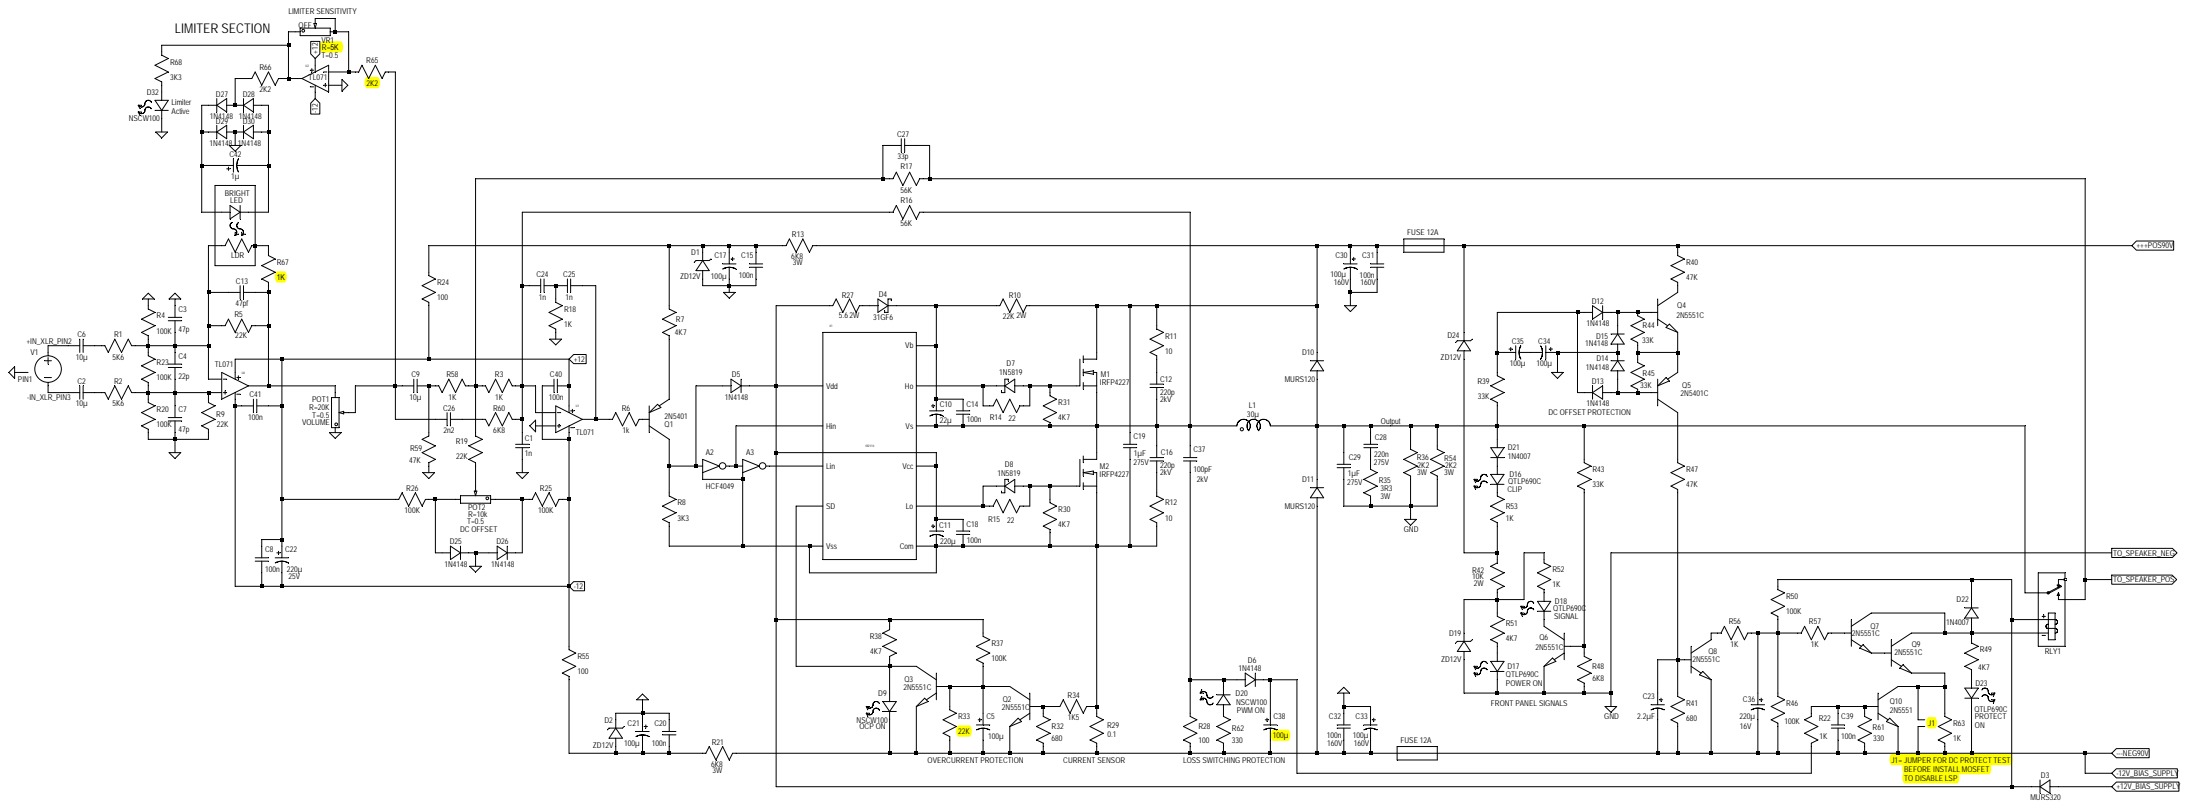 LIMITER SECTION
LIMITER SENSITIVITY
OFF
VR1
R=5K
T=0.5
+12
TL071
-12
R65
2K2
R68
3K3
R66
2K2
D32
NSCW100
Limiter
Active
D27
1N4148
D28
1N4148
D29
1N4148
D30
1N4148
C42
1µ
BRIGHT
LED
LDR
R67
1K
C13
47pf
R5
22K
+IN_XLR_PIN2
V1
PIN1
-IN_XLR_PIN3
C6
10µ
R1
5K6
C2
10µ
R2
5K6
R4
100K
C3
47p
R23
100K
C4
22p
R20
100K
C7
47p
R9
22K
TL071
C41
100n
POT1
R=20K
T=0.5
VOLUME
C8
100n
C22
220µ
25V
R24
100
C9
10µ
R58
1K
R3
1K
C26
2n2
R60
6K8
R59
47K
R19
22K
C1
1n
R26
100K
POT2
R=10k
T=0.5
DC OFFSET
R25
100K
D25
1N4148
D26
1N4148
-12
+12
C24
1n
C25
1n
R18
1K
C40
100n
TL071
R6
1k
2N5401
Q1
R7
4K7
R8
3K3
R55
100
C27
33p
R17
56K
R16
56K
D1
ZD12V
C17
100µ
C15
100n
R13
6K8
3W
D5
1N4148
A2
A3
HCF4049
R27
5.6 2W
D4
31GF6
R10
22K 2W
Vb
Vdd
Ho
Hin
Vs
Lin
Vcc
SD
Lo
Vss
Com
C10
22µ
C14
100n
C11
220µ
C18
100n
D7
1N5819
R14
22
R31
4K7
M1
IRFP4227
D8
1N5819
R15
22
R30
4K7
M2
IRFP4227
R11
10
C12
220p
2kV
C19
1µF
275V
C16
220p
2kV
R12
10
C37
100pF
2kV
L1
30µ
D10
MURS120
D11
MURS120
C30
100µ
160V
C31
100n
160V
FUSE 12A
Output
C29
1µF
275V
C28
220n
275V
R35
3R3
3W
R36
2K2
3W
R54
2K2
3W
GND
D24
ZD12V
R39
33K
C35
100µ
C34
100µ
D12
1N4148
D15
1N4148
D14
1N4148
D13
1N4148
R44
33K
R45
33K
DC OFFSET PROTECTION
R40
47K
Q4
2N5551C
Q5
2N5401C
+++POS90V
D21
1N4007
D16
QTLP690C
CLIP
R53
1K
R43
33K
R47
47K
R42
10K
2W
R52
1K
D18
QTLP690C
SIGNAL
R51
4K7
D19
ZD12V
D17
QTLP690C
POWER ON
Q6
2N5551C
R48
6K8
FRONT PANEL SIGNALS
GND
TO_SPEAKER_NEG
TO_SPEAKER_POS
D2
ZD12V
C21
100µ
C20
100n
R21
6K8
3W
R38
4K7
D9
NSCW100
OCP ON
Q3
2N5551C
R37
100K
R33
22K
C5
100µ
Q2
2N5551C
R34
1K5
R32
680
R29
0.1
OVERCURRENT PROTECTION
CURRENT SENSOR
R28
100
D6
1N4148
D20
NSCW100
PWM ON
R62
330
C38
100µ
LOSS SWITCHING PROTECTION
C32
100n
160V
C33
100µ
160V
FUSE 12A
C23
2.2µF
Q8
2N5551C
R41
680
R56
1K
C36
220µ
16V
R50
100K
R46
100K
R57
1K
Q7
2N5551C
Q9
2N5551C
D22
1N4007
R49
4K7
D23
QTLP690C
PROTECT
ON
RLY1
R22
1K
C39
100n
R61
330
Q10
2N5551
J1
R63
1K
J1= JUMPER FOR DC PROTECT TEST
BEFORE INSTALL MOSFET
TO DISABLE LSP
---NEG90V
-12V_BIAS_SUPPLY
+12V_BIAS_SUPPLY
D3
MURS320